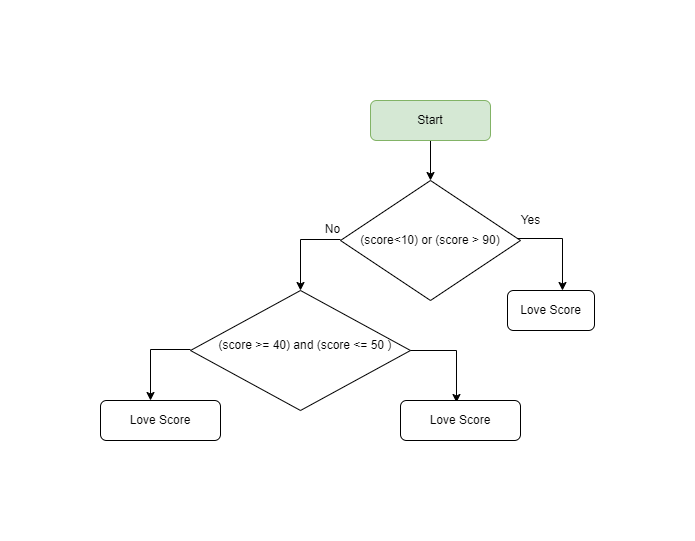 Start
Yes
No
(score<10) or (score > 90)
Love Score
(score >= 40) and (score <= 50 )
Love Score
Love Score